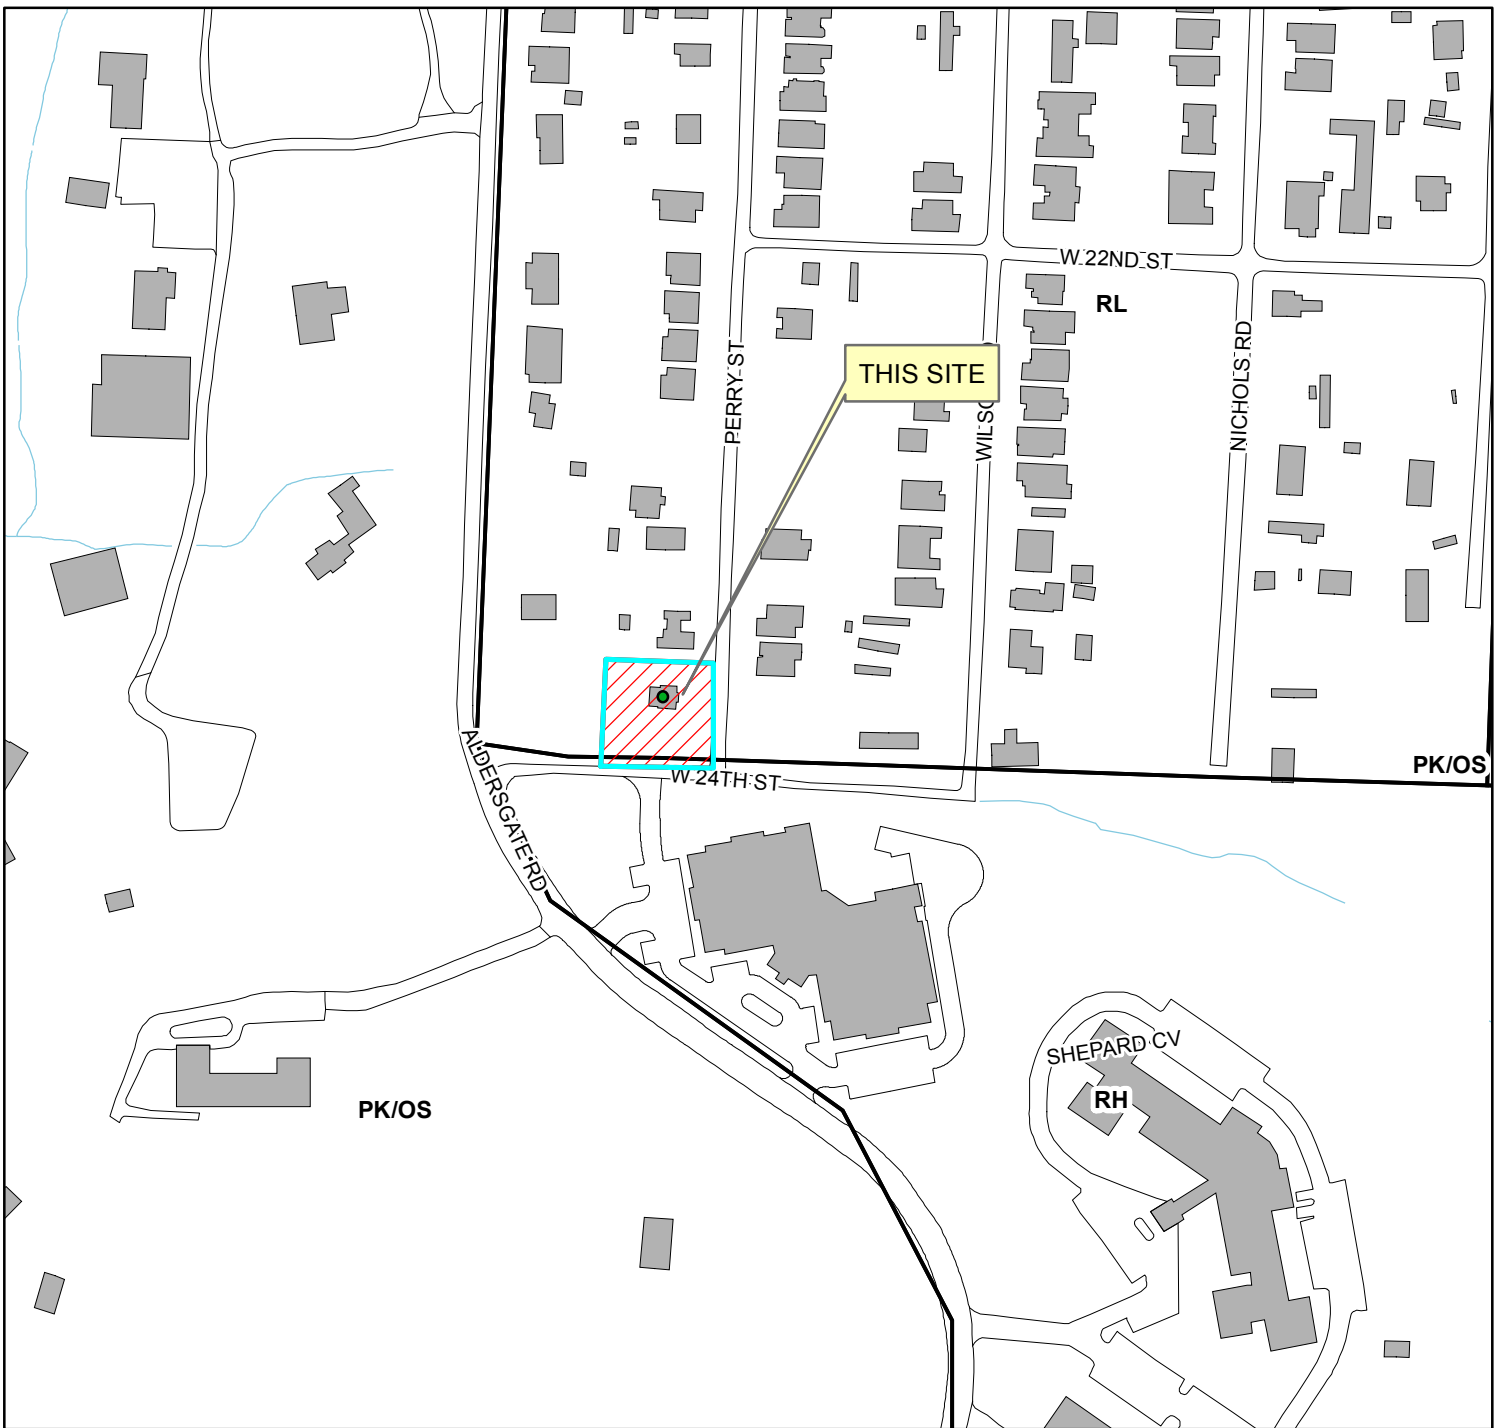 W 22ND ST
RL
PERRY ST
THIS SITE
NICHOLS RD
ALDERSGATE RD
W 24TH ST
PK/OS
SHEPARD CV
RH
PK/OS